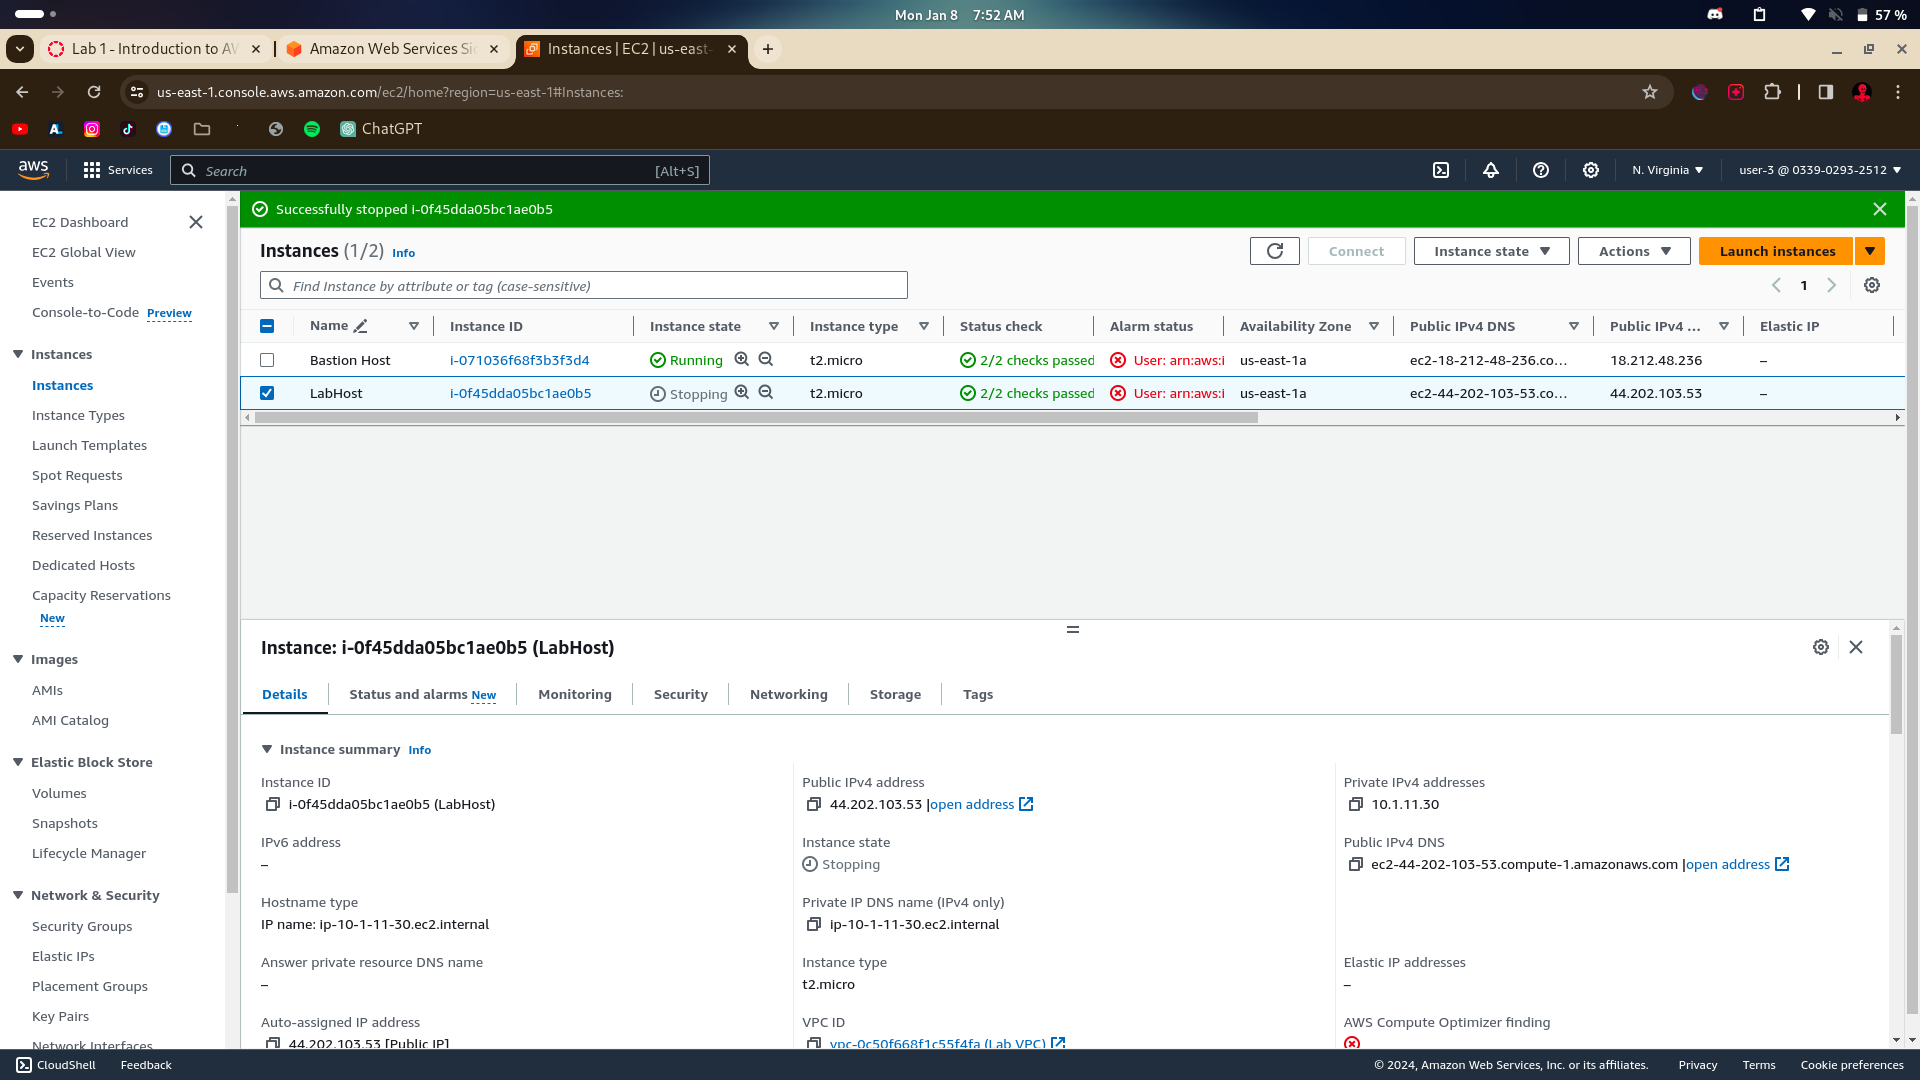 Mon Jan 8 7:52 AM
57 %
Lab 1 - Introduction to AW
Amazon Web Services Si
Instances | EC2 | us-east-
us-east-1.console.aws.amazon.com/ec2/home?region=us-east-1#Instances:
ChatGPT
aws
Services
Search
[Alt+S]
N. Virginia
user-3 @ 0339-0293-2512
EC2 Dashboard
EC2 Global View
Events
Console-to-Code Preview
Instances
Instances
Instance Types
Launch Templates
Spot Requests
Savings Plans
Reserved Instances
Dedicated Hosts
Capacity Reservations
New
Images
AMIs
AMI Catalog
Elastic Block Store
Volumes
Snapshots
Lifecycle Manager
Network & Security
Security Groups
Elastic IPs
Placement Groups
Key Pairs
Network Interfaces
Successfully stopped i-0f45dda05bc1ae0b5
Instances (1/2) Info
Connect
Instance state
Actions
Launch instances
Find Instance by attribute or tag (case-sensitive)
1
Name Instance ID Instance state Instance type Status check Alarm status Availability Zone Public IPv4 DNS Public IPv4 ... Elastic IP
Bastion Host i-071036f68f3b3f3d4 Running t2.micro 2/2 checks passed User: arn:aws:i us-east-1a ec2-18-212-48-236.co... 18.212.48.236 –
LabHost i-0f45dda05bc1ae0b5 Stopping t2.micro 2/2 checks passed User: arn:aws:i us-east-1a ec2-44-202-103-53.co... 44.202.103.53 –
Instance: i-0f45dda05bc1ae0b5 (LabHost)
Details Status and alarms New Monitoring Security Networking Storage Tags
Instance summary Info
Instance ID
i-0f45dda05bc1ae0b5 (LabHost)
Public IPv4 address
44.202.103.53 |open address
Private IPv4 addresses
10.1.11.30
IPv6 address
–
Instance state
Stopping
Public IPv4 DNS
ec2-44-202-103-53.compute-1.amazonaws.com |open address
Hostname type
IP name: ip-10-1-11-30.ec2.internal
Private IP DNS name (IPv4 only)
ip-10-1-11-30.ec2.internal
Answer private resource DNS name
–
Instance type
t2.micro
Elastic IP addresses
–
Auto-assigned IP address
44.202.103.53 [Public IP]
VPC ID
vpc-0c50f668f1c55f4fa (Lab VPC)
AWS Compute Optimizer finding
CloudShell
Feedback
© 2024, Amazon Web Services, Inc. or its affiliates.
Privacy
Terms
Cookie preferences